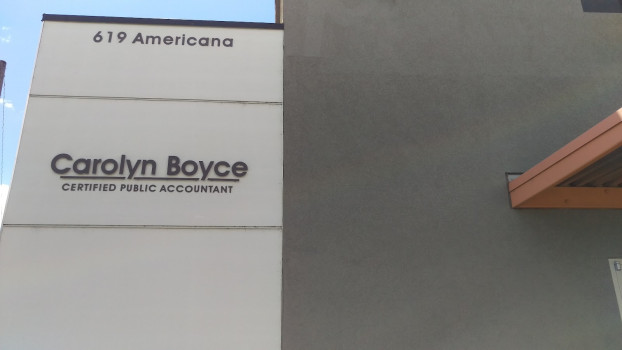 619 Americana
Carolyn Boyce
CERTIFIED PUBLIC ACCOUNTANT